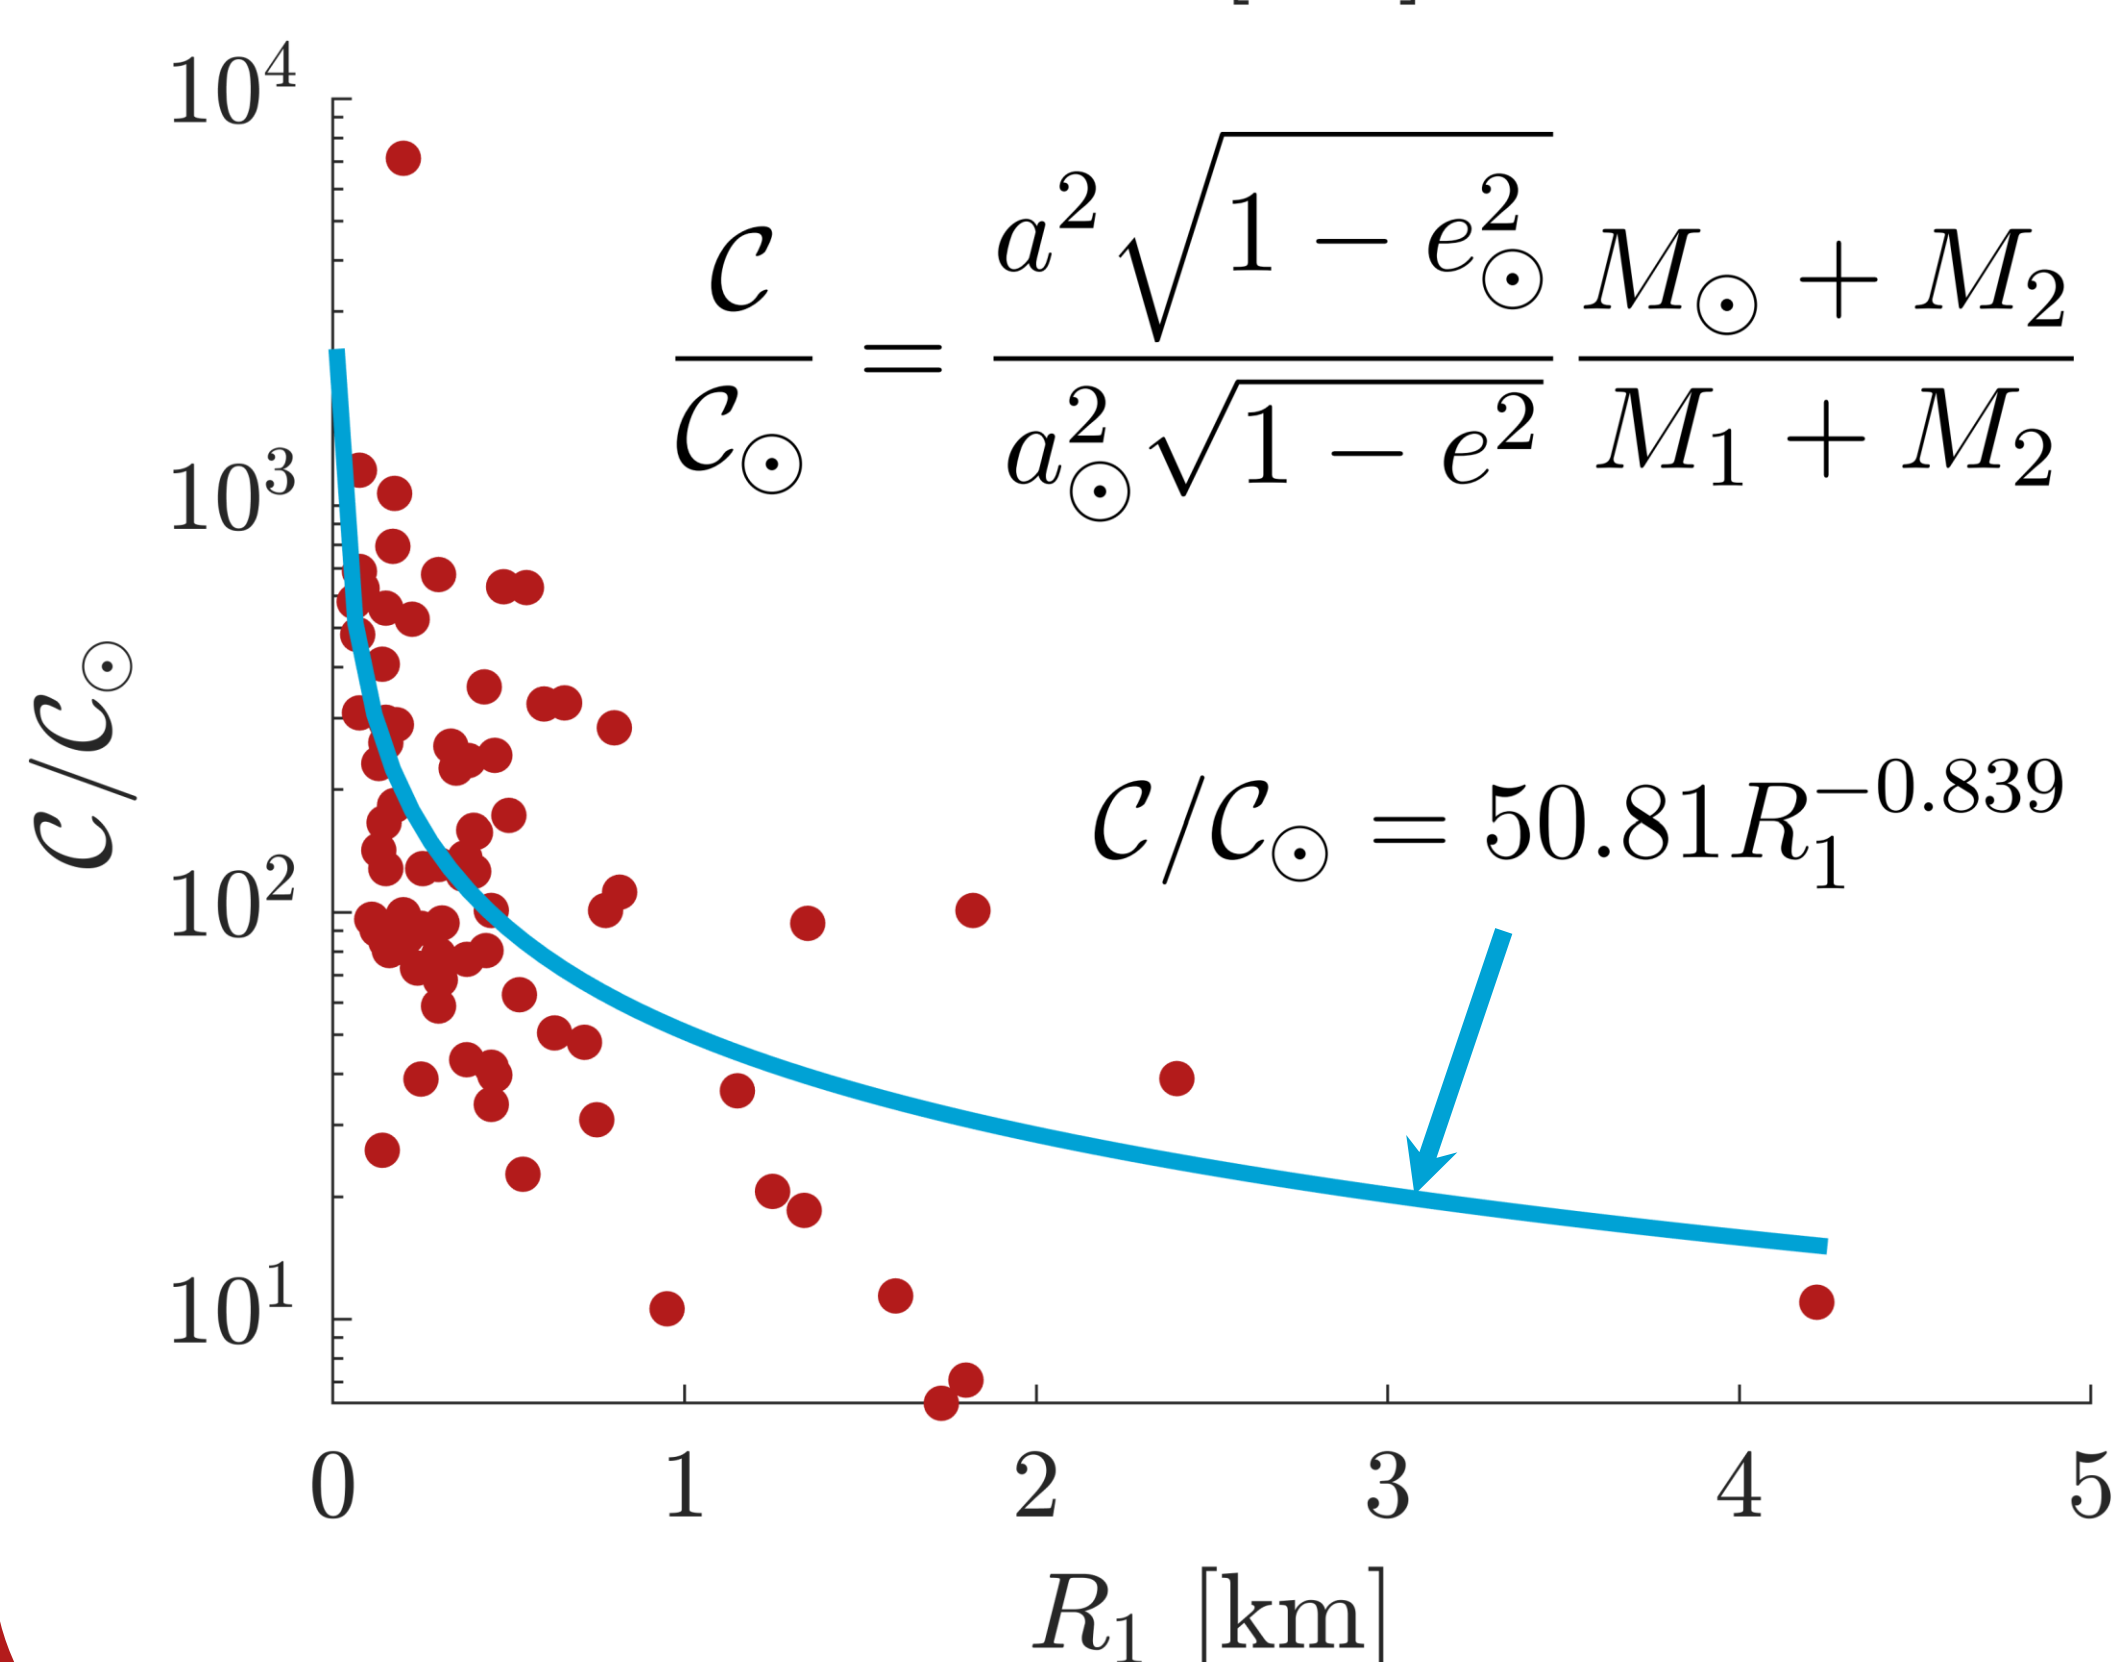 10^4
10^3
10^2
10^1
C/C_⊙
C/C_⊙ = (a^2 √(1 − e_⊙^2))/(a_⊙^2 √(1 − e^2)) (M_⊙ + M_2)/(M_1 + M_2)
C/C_⊙ = 50.81R_1^{−0.839}
0 1 2 3 4 5
R_1 [km]